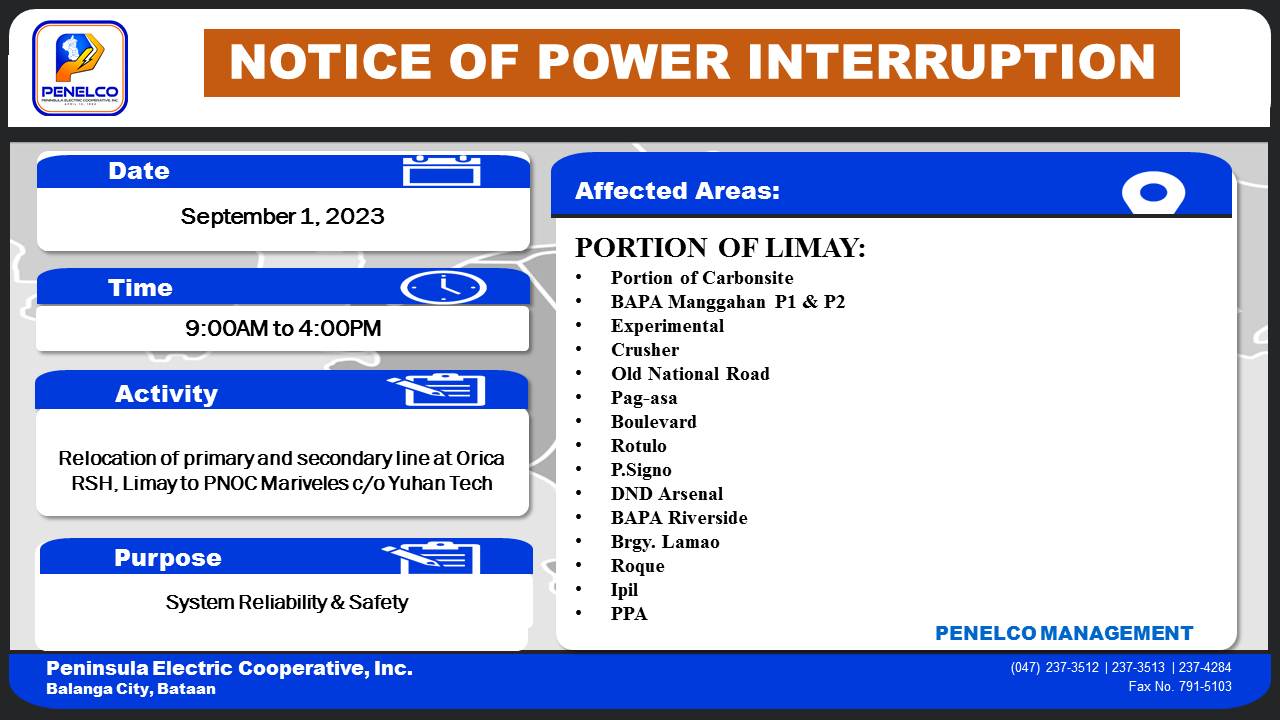 PENELCO
PENINSULA ELECTRIC COOPERATIVE, INC.
NOTICE OF POWER INTERRUPTION
Date
September 1, 2023
Time
9:00AM to 4:00PM
Activity
Relocation of primary and secondary line at Orica
RSH, Limay to PNOC Mariveles c/o Yuhan Tech
Purpose
System Reliability & Safety
Affected Areas:
PORTION OF LIMAY:
• Portion of Carbonsite
• BAPA Manggahan P1 & P2
• Experimental
• Crusher
• Old National Road
• Pag-asa
• Boulevard
• Rotulo
• P.Signo
• DND Arsenal
• BAPA Riverside
• Brgy. Lamao
• Roque
• Ipil
• PPA
PENELCO MANAGEMENT
Peninsula Electric Cooperative, Inc.
Balanga City, Bataan
(047) 237-3512 | 237-3513 | 237-4284
Fax No. 791-5103